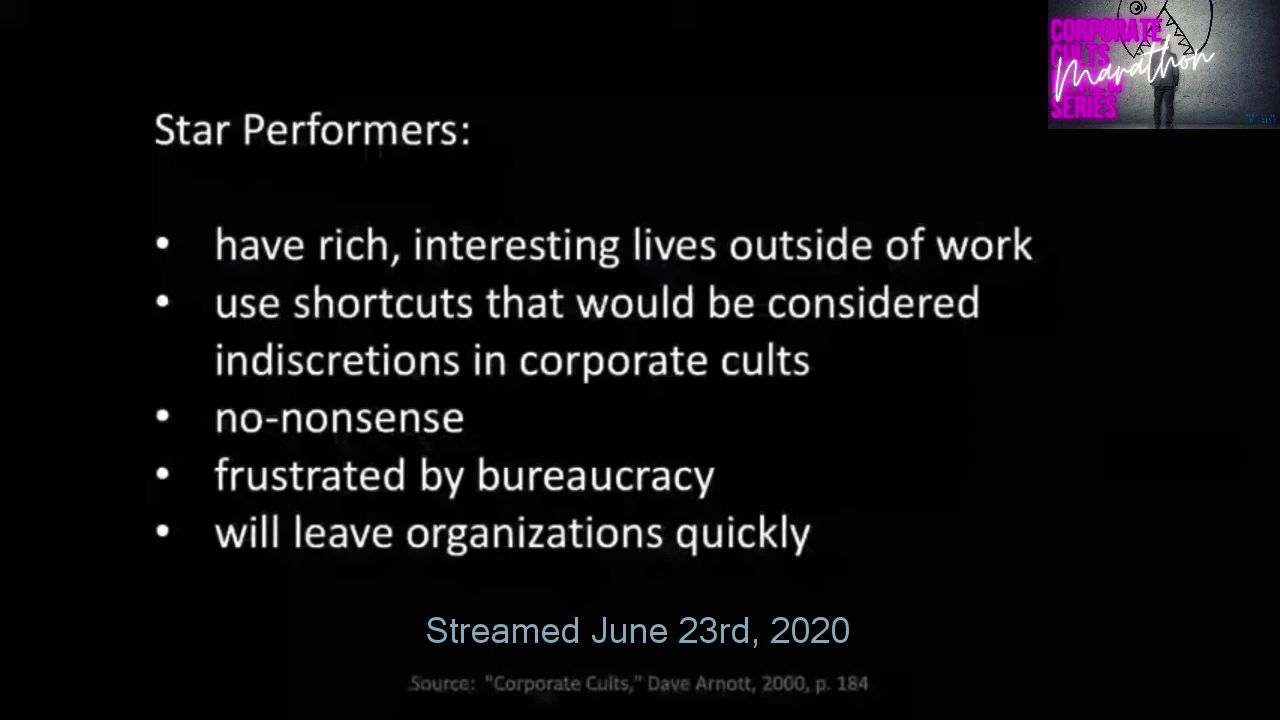 CORPORATE
CULTS
Marathon
SERIES
Star Performers:
• have rich, interesting lives outside of work
• use shortcuts that would be considered
indiscretions in corporate cults
• no-nonsense
• frustrated by bureaucracy
• will leave organizations quickly
Streamed June 23rd, 2020
Source: "Corporate Cults," Dave Arnott, 2000, p. 184